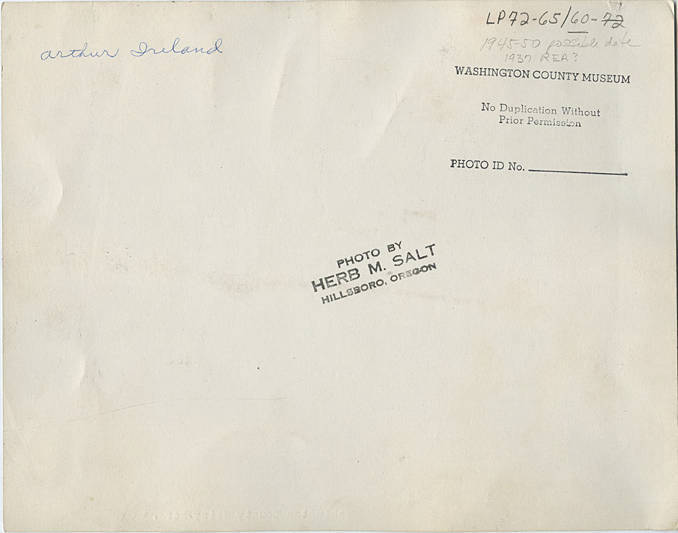 LP72-65/60-72
arthur Ireland
1945-50 possible date
1937 REA?
WASHINGTON COUNTY MUSEUM
No Duplication Without
Prior Permission
PHOTO ID No.
PHOTO BY
HERB M. SALT
HILLSBORO, OREGON